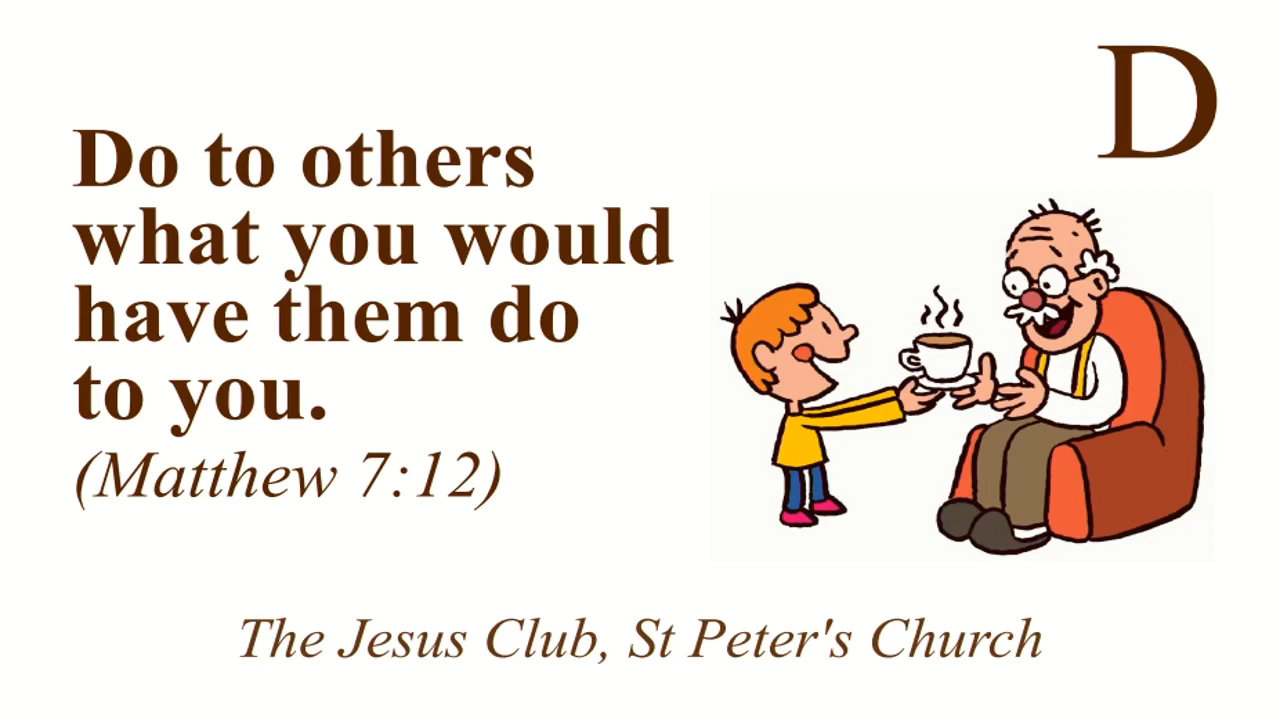 D
Do to others
what you would
have them do
to you.
(Matthew 7:12)
The Jesus Club, St Peter's Church